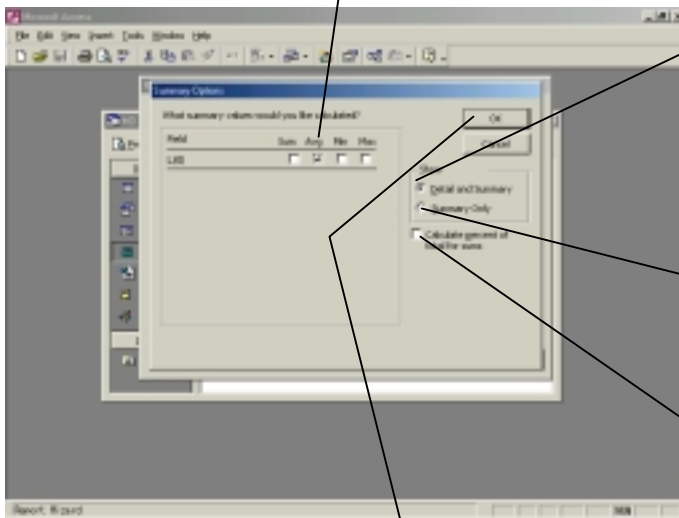 Microsoft Access
File Edit View Insert Tools Window Help
Summary Options
What summary values would you like calculated?
OK
Field Sum Avg Min Max
Cancel
Show
Detail and Summary
Summary Only
Calculate percent of
total for sums
Report Wizard
NUM